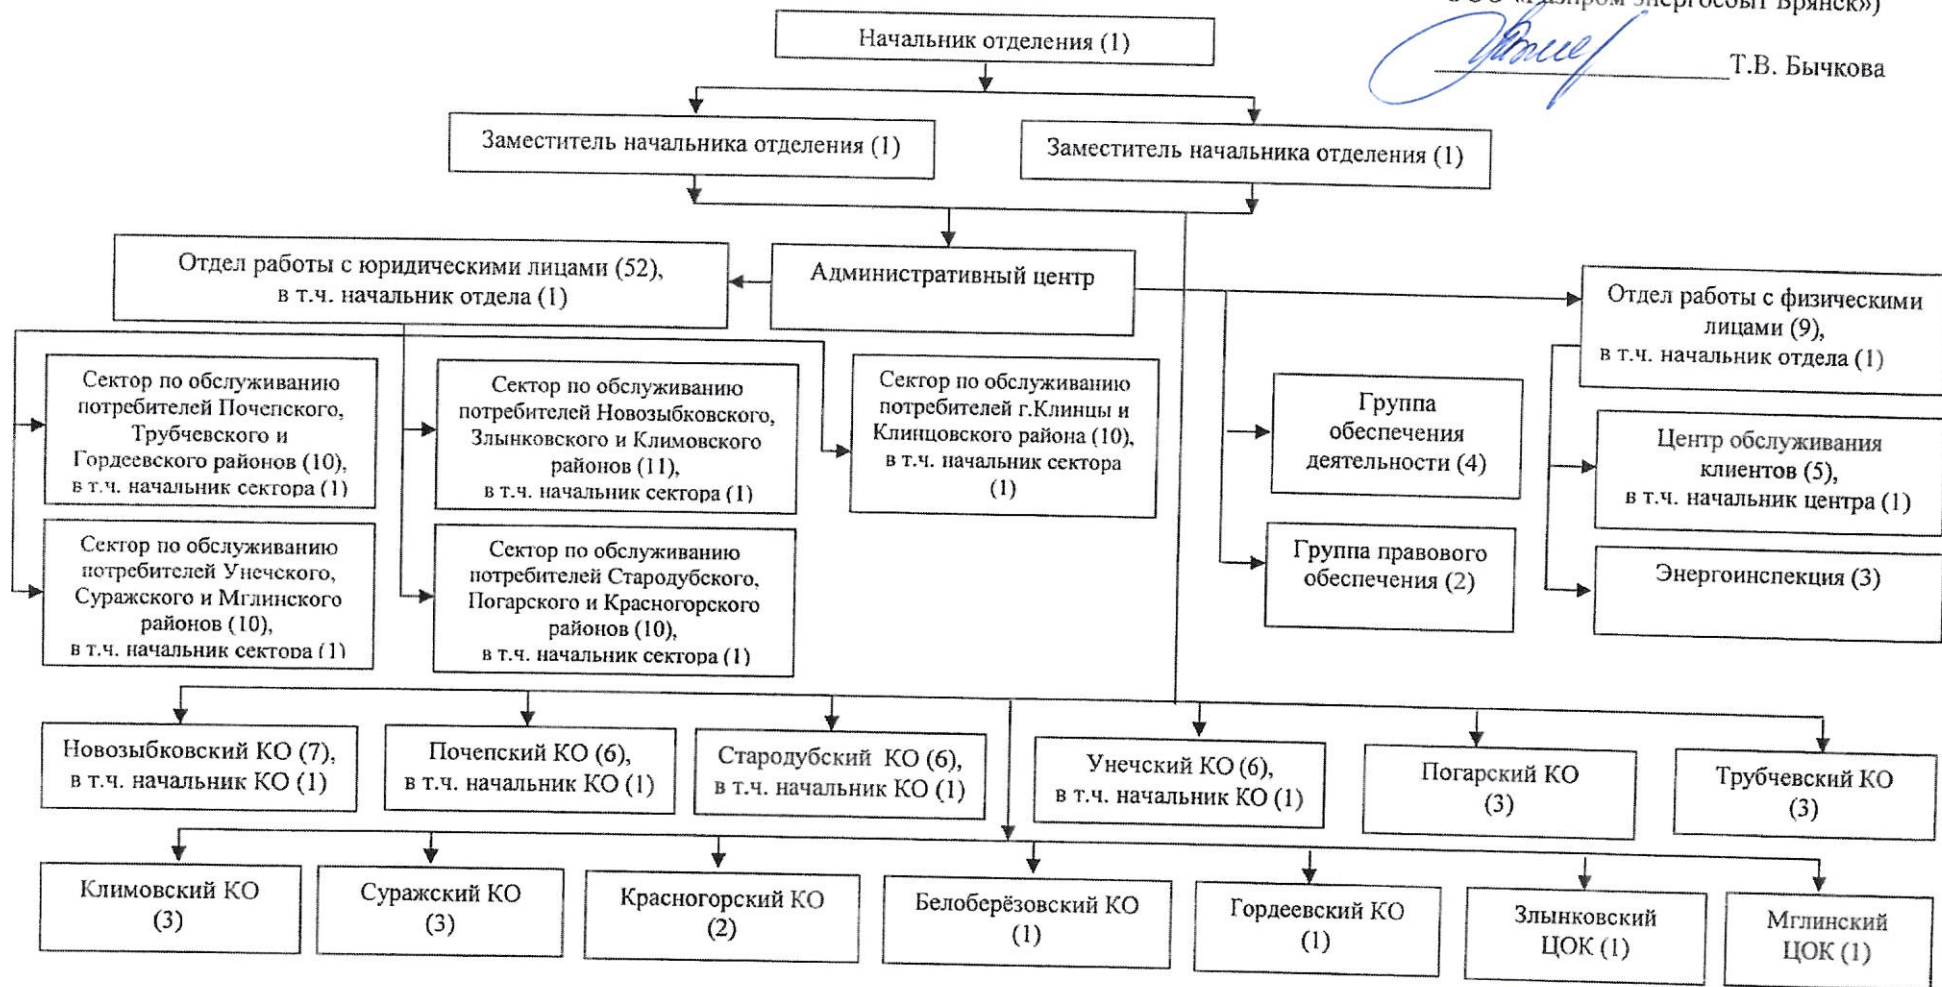 ООО «Газпром энергосбыт Брянск»)
Т.В. Бычкова
Начальник отделения (1)
Заместитель начальника отделения (1)
Заместитель начальника отделения (1)
Отдел работы с юридическими лицами (52),
в т.ч. начальник отдела (1)
Административный центр
Отдел работы с физическими
лицами (9),
в т.ч. начальник отдела (1)
Сектор по обслуживанию
потребителей Почепского,
Трубчевского и
Гордеевского районов (10),
в т.ч. начальник сектора (1)
Сектор по обслуживанию
потребителей Новозыбковского,
Злынковского и Климовского
районов (11),
в т.ч. начальник сектора (1)
Сектор по обслуживанию
потребителей г.Клинцы и
Клинцовского района (10),
в т.ч. начальник сектора
(1)
Группа
обеспечения
деятельности (4)
Центр обслуживания
клиентов (5),
в т.ч. начальник центра (1)
Сектор по обслуживанию
потребителей Унечского,
Суражского и Мглинского
районов (10),
в т.ч. начальник сектора (1)
Сектор по обслуживанию
потребителей Стародубского,
Погарского и Красногорского
районов (10),
в т.ч. начальник сектора (1)
Группа правового
обеспечения (2)
Энергоинспекция (3)
Новозыбковский КО (7),
в т.ч. начальник КО (1)
Почепский КО (6),
в т.ч. начальник КО (1)
Стародубский КО (6),
в т.ч. начальник КО (1)
Унечский КО (6),
в т.ч. начальник КО (1)
Погарский КО
(3)
Трубчевский КО
(3)
Климовский КО
(3)
Суражский КО
(3)
Красногорский КО
(2)
Белоберёзовский КО
(1)
Гордеевский КО
(1)
Злынковский
ЦОК (1)
Мглинский
ЦОК (1)